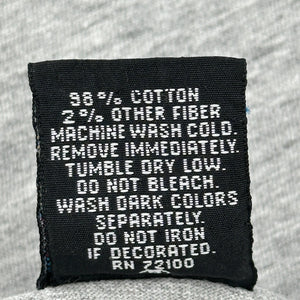 98% COTTON
2% OTHER FIBER
MACHINE WASH COLD.
REMOVE IMMEDIATELY.
TUMBLE DRY LOW.
DO NOT BLEACH.
WASH DARK COLORS
SEPARATELY.
DO NOT IRON
IF DECORATED.
RN 72100